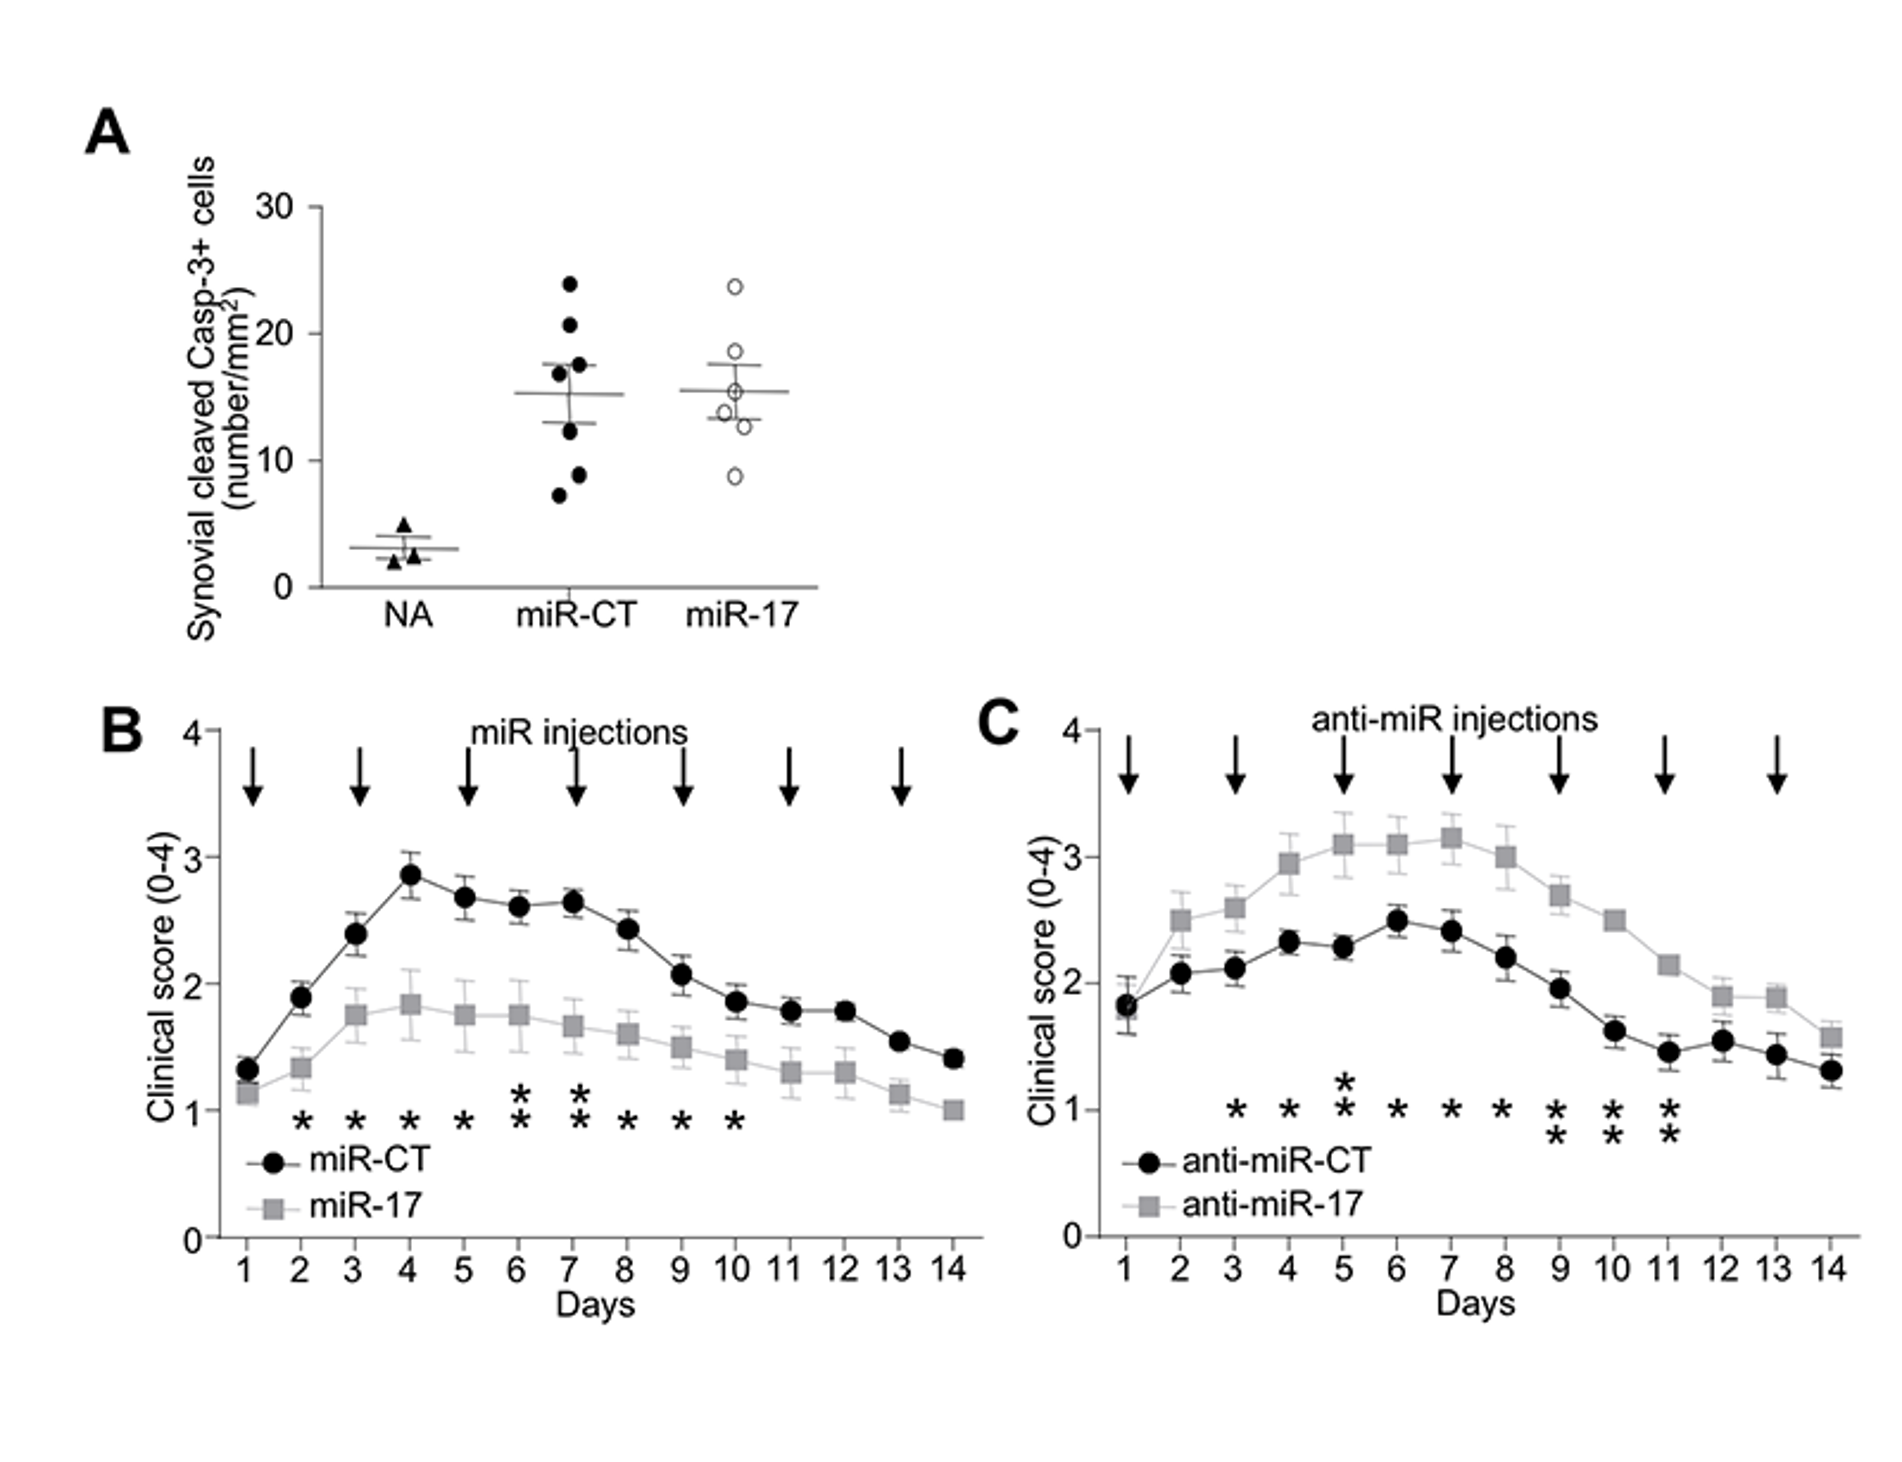 A
Synovial cleaved Casp-3+ cells
(number/mm²)
30
20
10
0
NA miR-CT miR-17
B
miR injections
Clinical score (0-4)
4
3
2
1
0
* * * * ** ** * * *
miR-CT
miR-17
1 2 3 4 5 6 7 8 9 10 11 12 13 14
Days
C
anti-miR injections
Clinical score (0-4)
4
3
2
1
0
* * ** * * * ** ** **
anti-miR-CT
anti-miR-17
1 2 3 4 5 6 7 8 9 10 11 12 13 14
Days